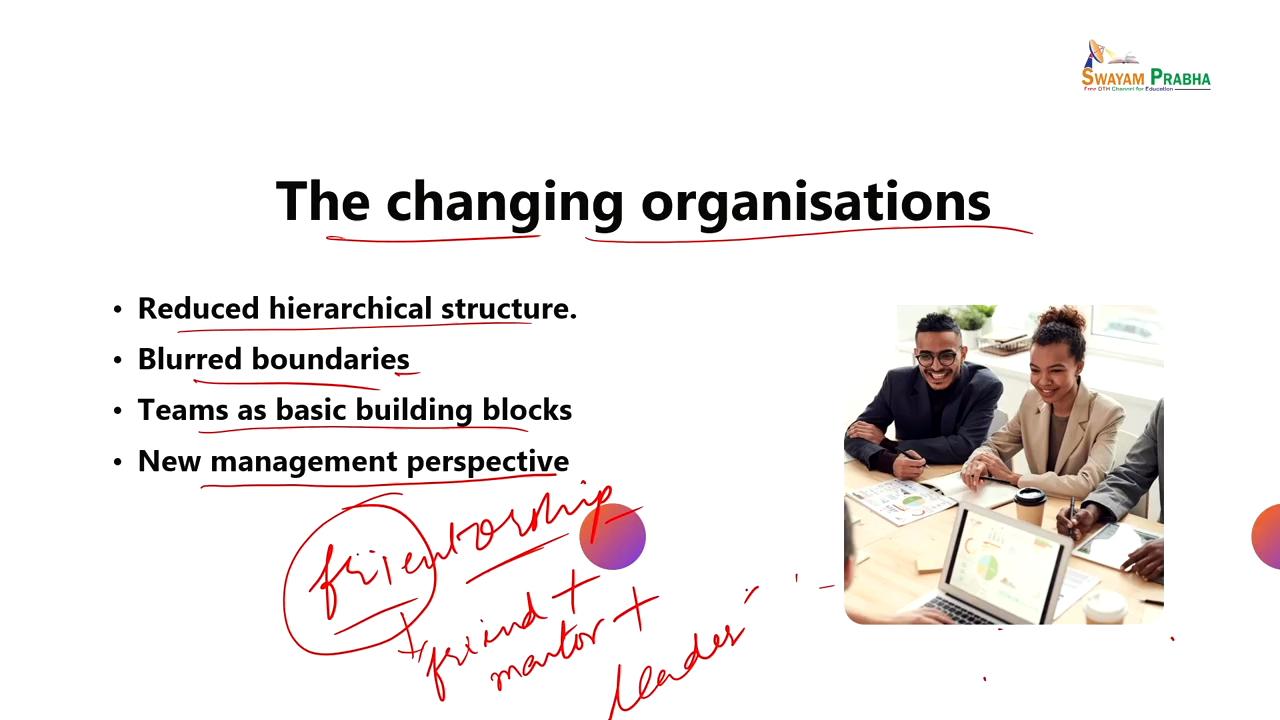 SWAYAM PRABHA
Free DTH Channel for Education
The changing organisations
• Reduced hierarchical structure.
• Blurred boundaries
• Teams as basic building blocks
• New management perspective
frientorship
friend +
mentor +
leader